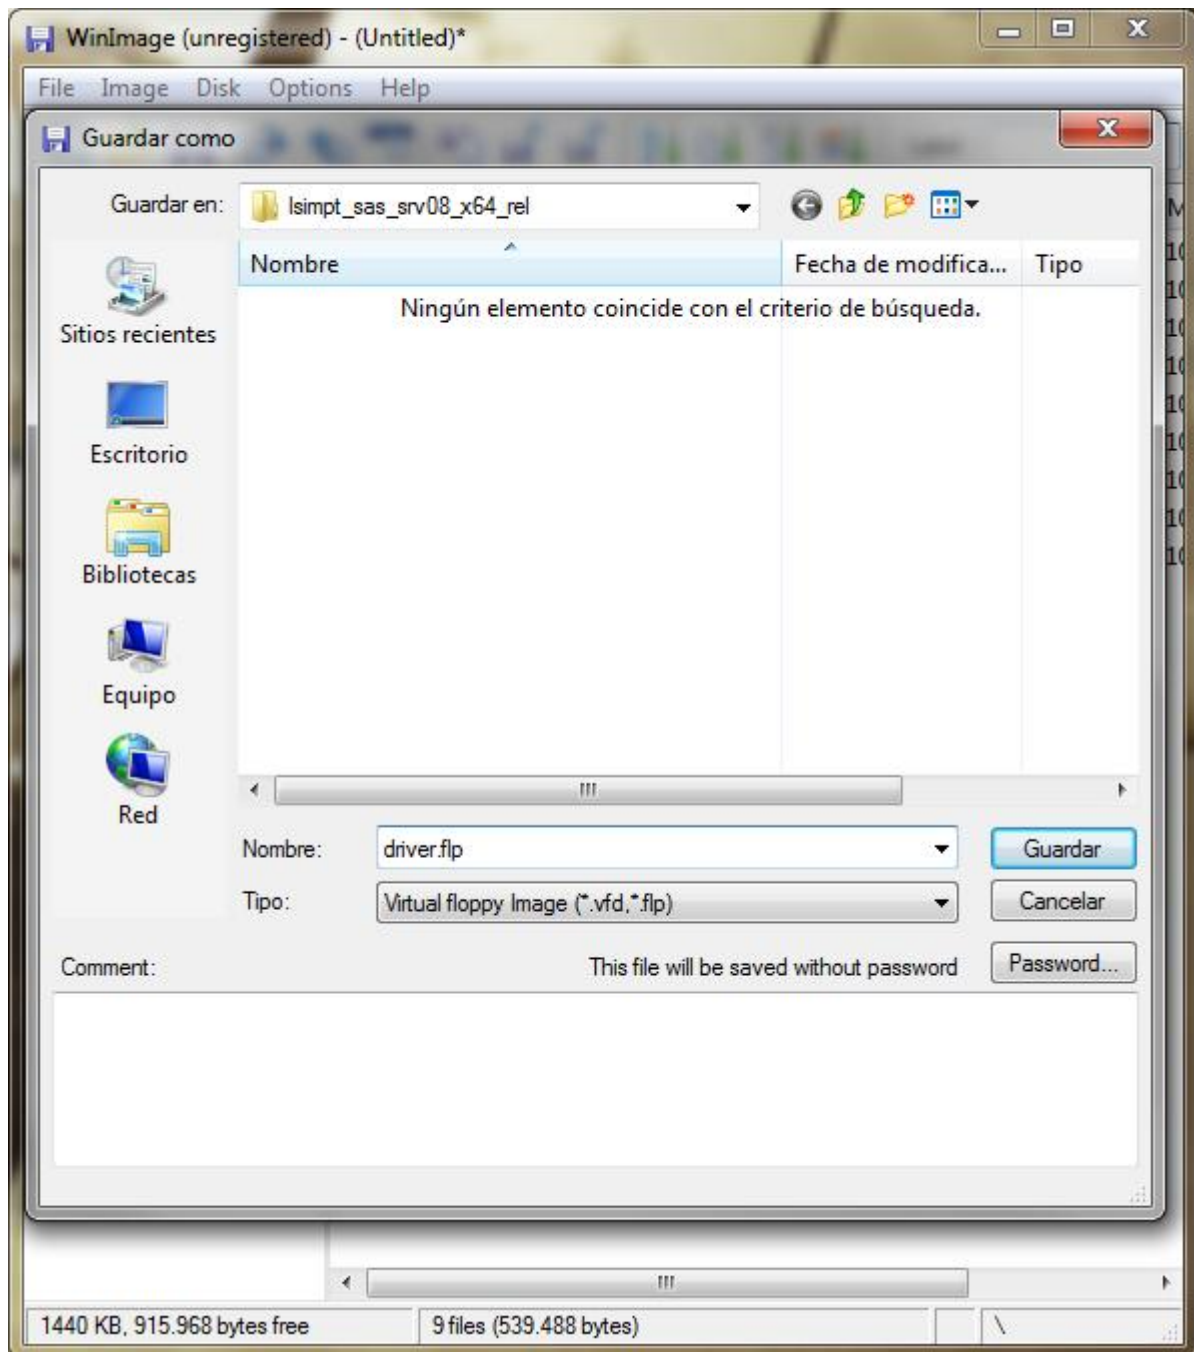 WinImage (unregistered) - (Untitled)*
File Image Disk Options Help
Guardar como
Guardar en: lsimpt_sas_srv08_x64_rel
Nombre Fecha de modifica... Tipo
Ningún elemento coincide con el criterio de búsqueda.
Sitios recientes
Escritorio
Bibliotecas
Equipo
Red
Nombre: driver.flp Guardar
Tipo: Virtual floppy Image (*.vfd,*.flp) Cancelar
Comment: This file will be saved without password Password...
1440 KB, 915.968 bytes free 9 files (539.488 bytes) \